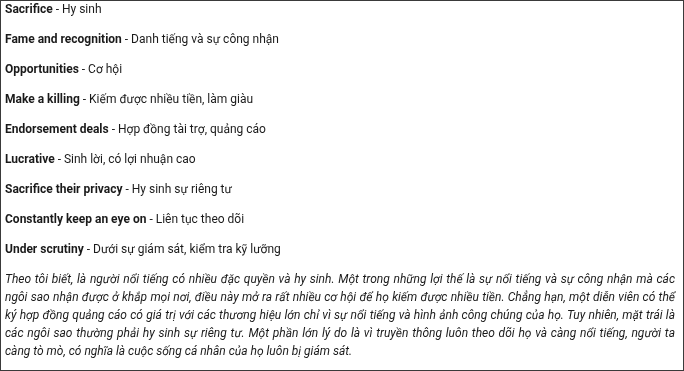 Sacrifice - Hy sinh
Fame and recognition - Danh tiếng và sự công nhận
Opportunities - Cơ hội
Make a killing - Kiếm được nhiều tiền, làm giàu
Endorsement deals - Hợp đồng tài trợ, quảng cáo
Lucrative - Sinh lời, có lợi nhuận cao
Sacrifice their privacy - Hy sinh sự riêng tư
Constantly keep an eye on - Liên tục theo dõi
Under scrutiny - Dưới sự giám sát, kiểm tra kỹ lưỡng
Theo tôi biết, là người nổi tiếng có nhiều đặc quyền và hy sinh. Một trong những lợi thế là sự nổi tiếng và sự công nhận mà các
ngôi sao nhận được ở khắp mọi nơi, điều này mở ra rất nhiều cơ hội để họ kiếm được nhiều tiền. Chẳng hạn, một diễn viên có thể
ký hợp đồng quảng cáo có giá trị với các thương hiệu lớn chỉ vì sự nổi tiếng và hình ảnh công chúng của họ. Tuy nhiên, mặt trái là
các ngôi sao thường phải hy sinh sự riêng tư. Một phần lớn lý do là vì truyền thông luôn theo dõi họ và càng nổi tiếng, người ta
càng tò mò, có nghĩa là cuộc sống cá nhân của họ luôn bị giám sát.